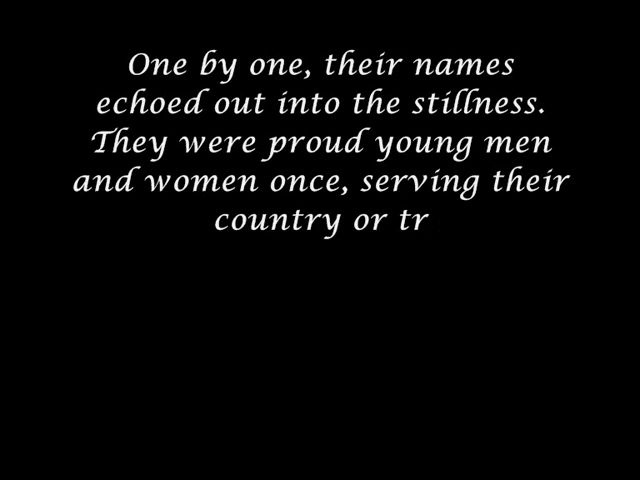 One by one, their names
echoed out into the stillness.
They were proud young men
and women once, serving their
country or tr